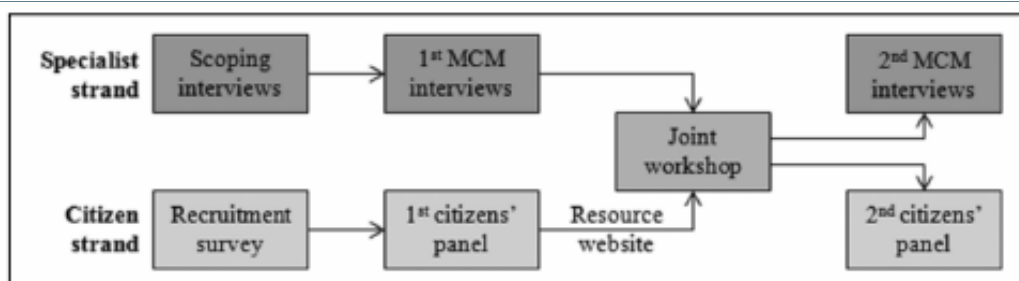 Specialist
strand
Scoping
interviews
1st MCM
interviews
2nd MCM
interviews
Joint
workshop
Citizen
strand
Recruitment
survey
1st citizens’
panel
Resource
website
2nd citizens’
panel